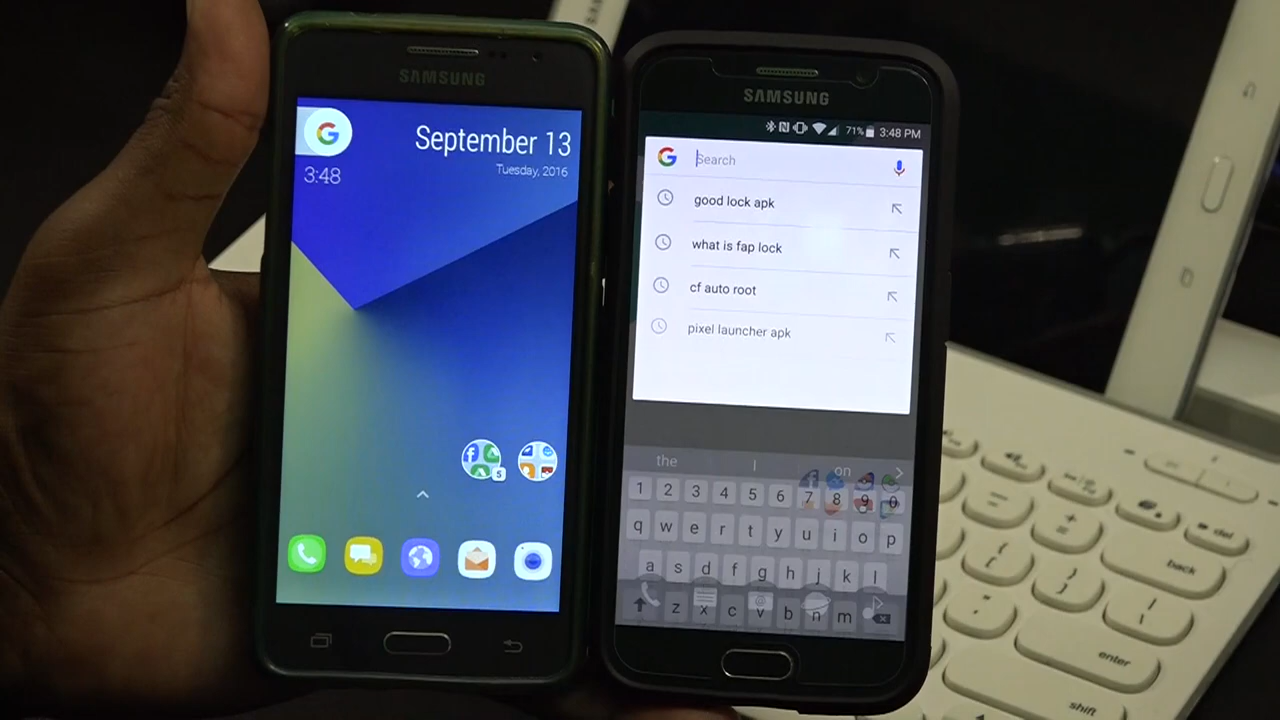 SAMSUNG
September 13
Tuesday, 2016
3:48
5
SAMSUNG
71% 3:48 PM
Search
good lock apk
what is fap lock
cf auto root
pixel launcher apk
the I on
1 2 3 4 5 6 7 8 9 0
q w e r t y u i o p
a s d f g h j k l
z x c v b n m
back
enter
shift
del